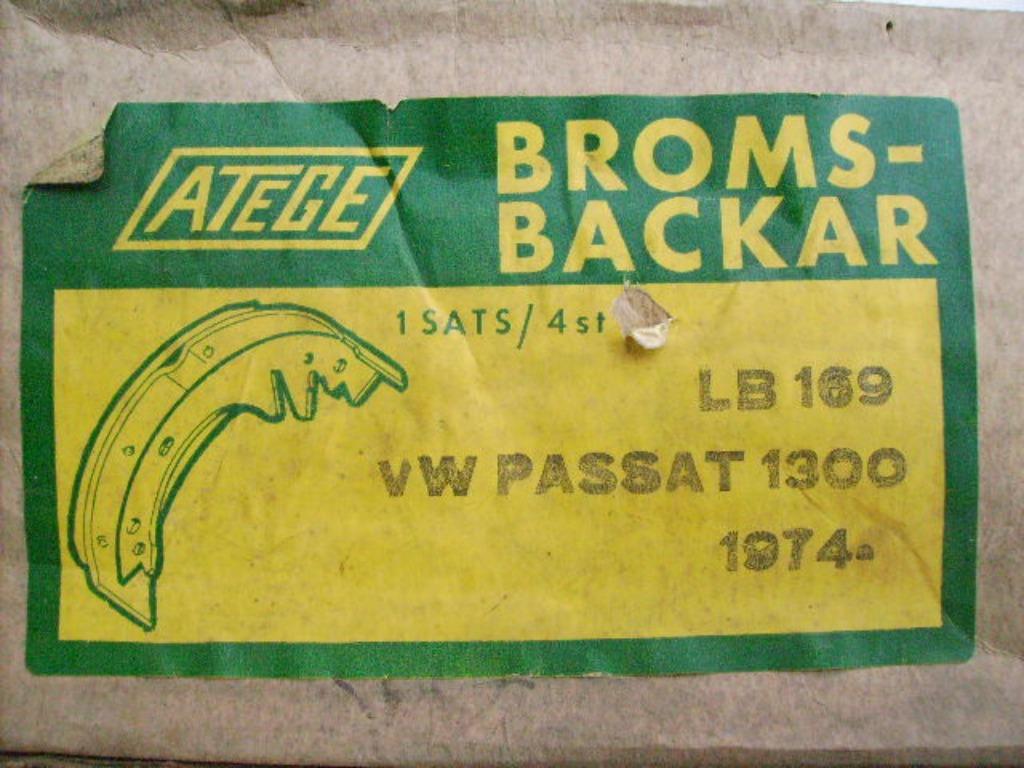 ATEGE
BROMS-
BACKAR
1 SATS/4st
LB 169
VW PASSAT 1300
1974-